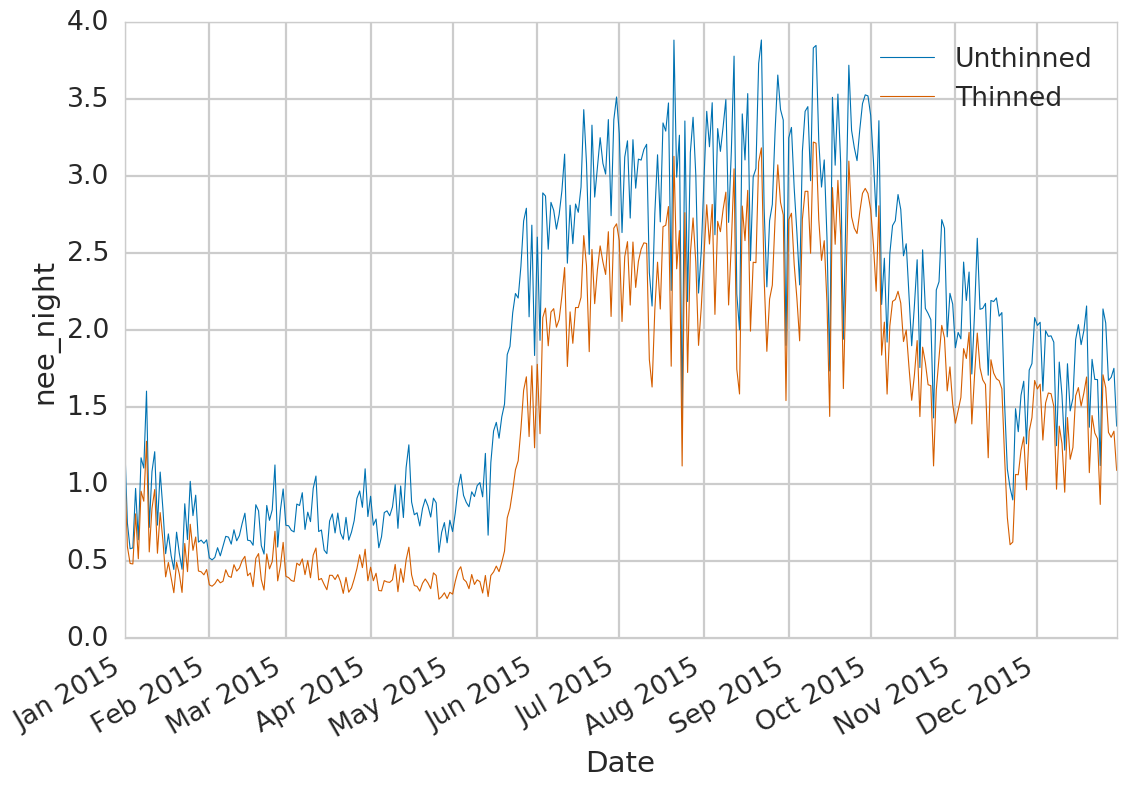 4.0
3.5
3.0
2.5
2.0
1.5
1.0
0.5
0.0
nee_night
Unthinned
Thinned
Jan 2015
Feb 2015
Mar 2015
Apr 2015
May 2015
Jun 2015
Jul 2015
Aug 2015
Sep 2015
Oct 2015
Nov 2015
Dec 2015
Date